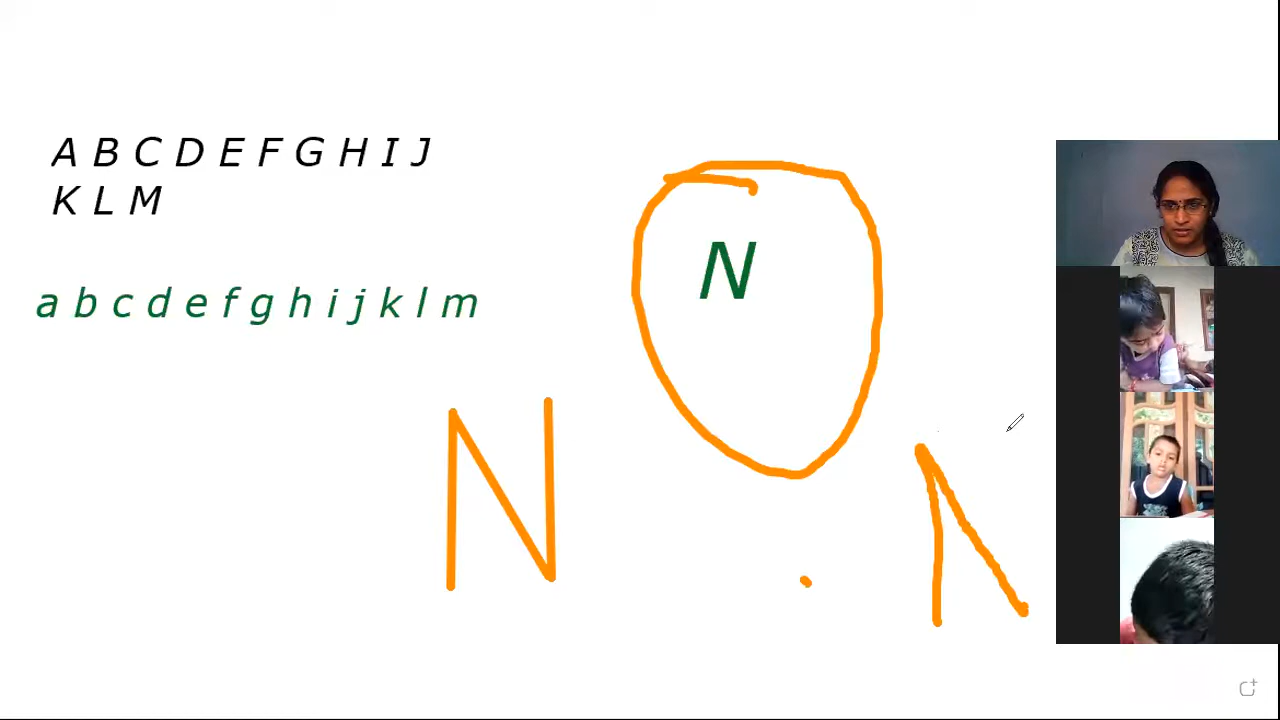 A B C D E F G H I J
K L M
a b c d e f g h i j k l m
N
N